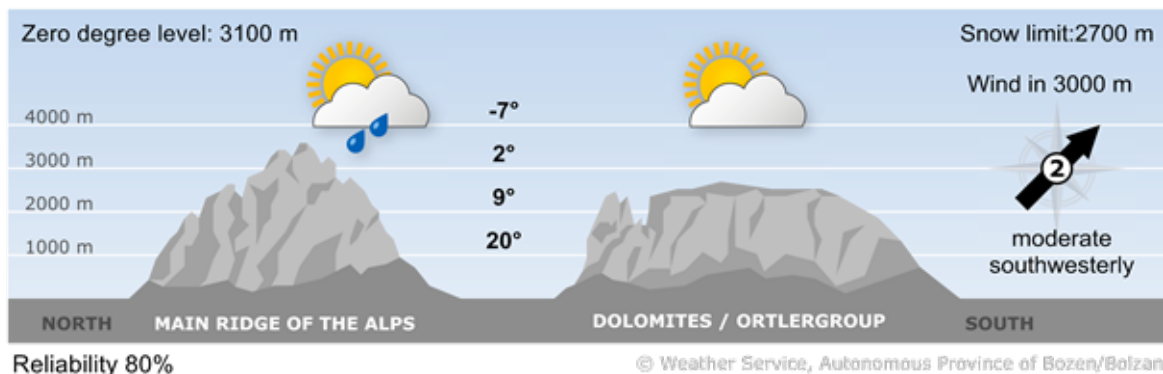 Zero degree level: 3100 m
Snow limit:2700 m
Wind in 3000 m
4000 m
-7°
3000 m
2°
2000 m
9°
1000 m
20°
2
moderate
southwesterly
NORTH
MAIN RIDGE OF THE ALPS
DOLOMITES / ORTLERGROUP
SOUTH
Reliability 80%
© Weather Service, Autonomous Province of Bozen/Bolzan